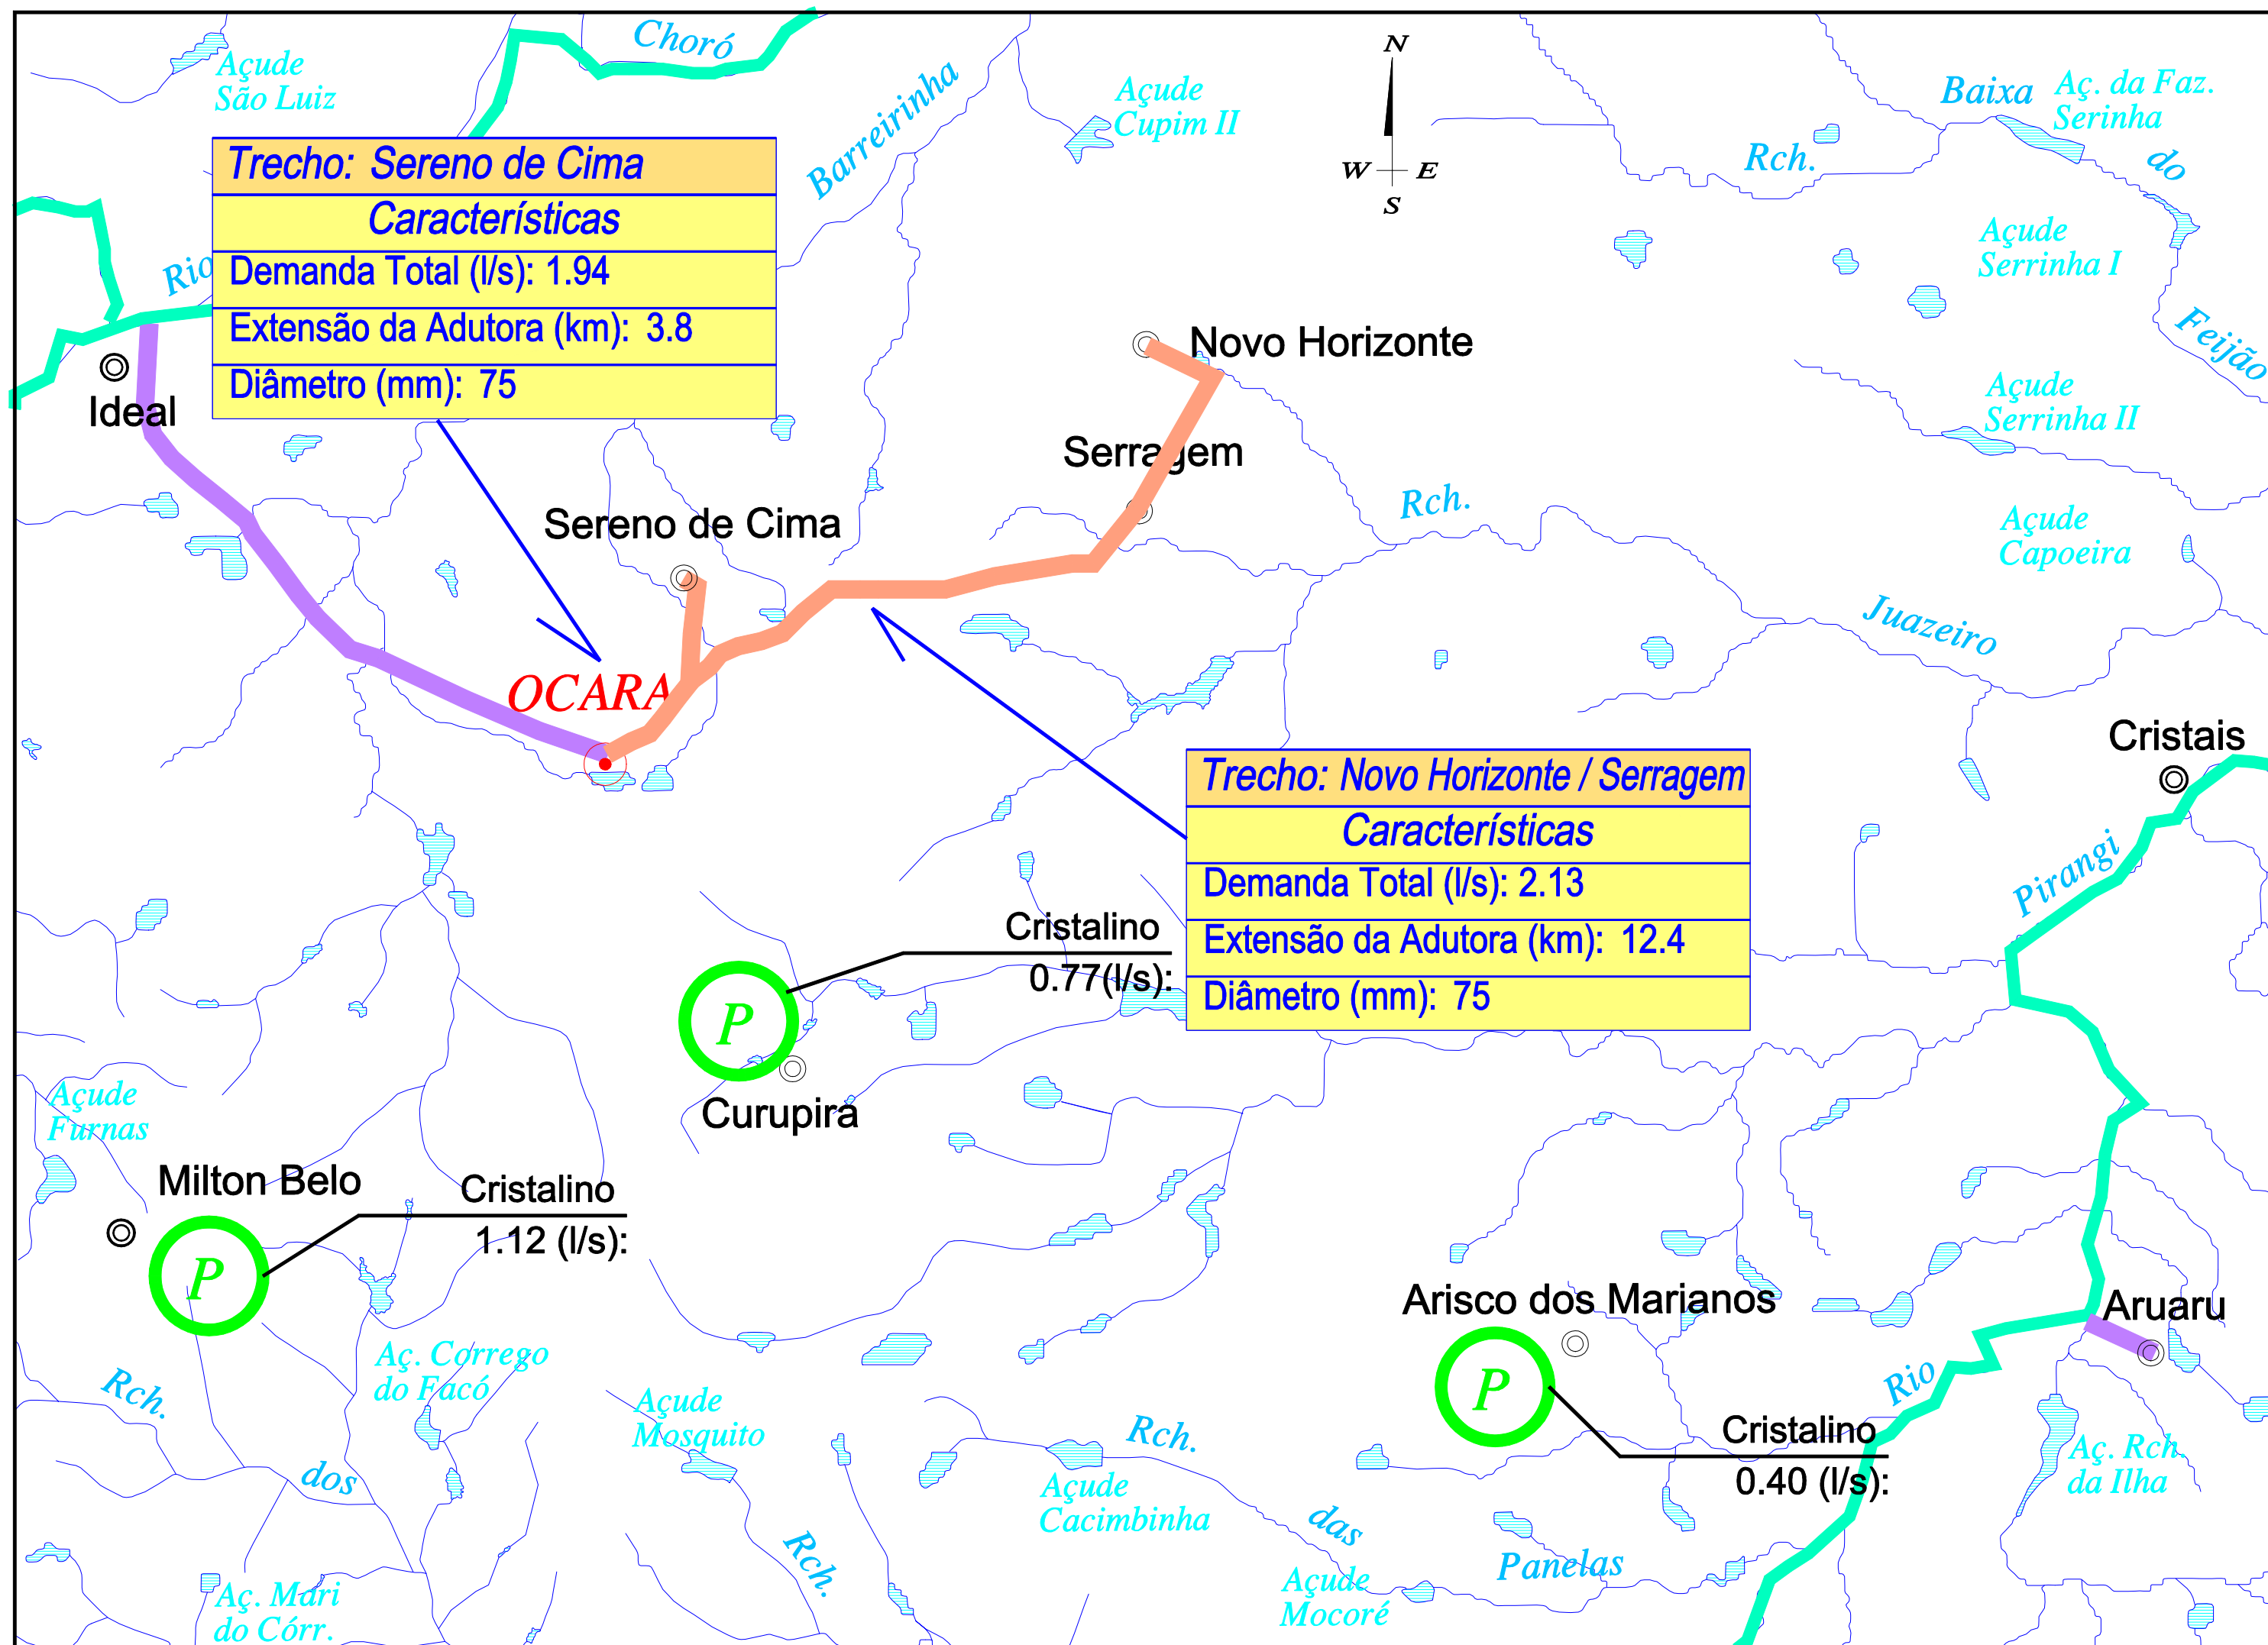 Choró
Açude
São Luiz
Barreirinha
Açude
Cupim II
N
W E
S
Baixa
Aç. da Faz.
Serinha
Rch.
do
Trecho: Sereno de Cima
Características
Demanda Total (l/s): 1.94
Extensão da Adutora (km): 3.8
Diâmetro (mm): 75
Rio
Açude
Serrinha I
Feijão
Novo Horizonte
Ideal
Açude
Serrinha II
Serragem
Rch.
Sereno de Cima
Açude
Capoeira
Juazeiro
OCARA
Cristais
Trecho: Novo Horizonte / Serragem
Características
Demanda Total (l/s): 2.13
Extensão da Adutora (km): 12.4
Diâmetro (mm): 75
Pirangi
Cristalino
0.77(l/s):
P
Curupira
Açude
Furnas
Milton Belo
Cristalino
1.12 (l/s):
P
Arisco dos Marianos
Aruaru
P
Aç. Corrego
do Facó
Rch.
Rio
Açude
Mosquito
Rch.
Cristalino
0.40 (l/s):
Aç. Rch.
da Ilha
dos
Açude
Cacimbinha
das
Rch.
Panelas
Açude
Mocoré
Aç. Mari
do Córr.